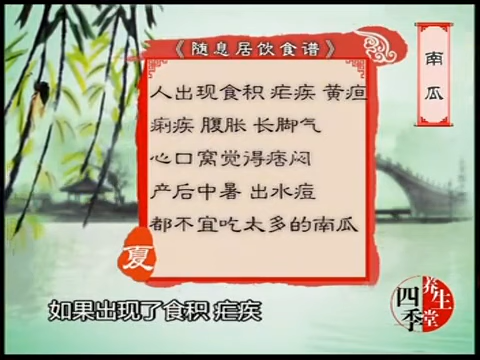 《随息居饮食谱》
南瓜
人出现食积 疟疾 黄疸
痢疾 腹胀 长脚气
心口窝觉得痞闷
产后中暑 出水痘
都不宜吃太多的南瓜
夏
四季
养生堂
如果出现了食积 疟疾